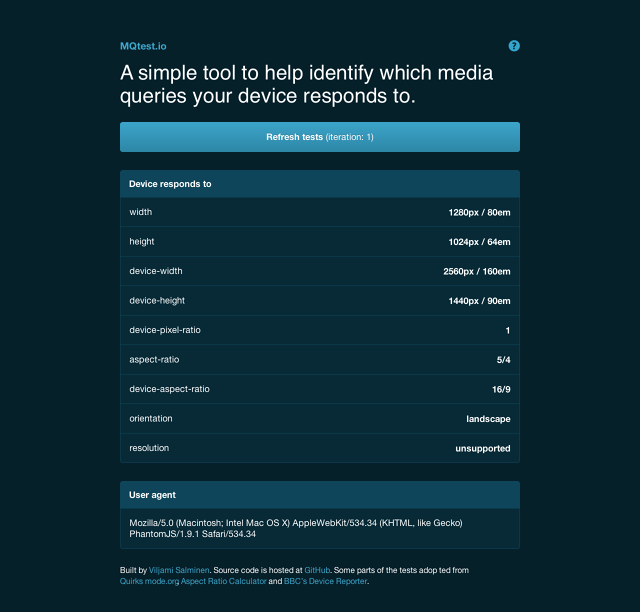 MQtest.io
?
A simple tool to help identify which media
queries your device responds to.
Refresh tests (iteration: 1)
Device responds to
width 1280px / 80em
height 1024px / 64em
device-width 2560px / 160em
device-height 1440px / 90em
device-pixel-ratio 1
aspect-ratio 5/4
device-aspect-ratio 16/9
orientation landscape
resolution unsupported
User agent
Mozilla/5.0 (Macintosh; Intel Mac OS X) AppleWebKit/534.34 (KHTML, like Gecko)
PhantomJS/1.9.1 Safari/534.34
Built by Viljami Salminen. Source code is hosted at GitHub. Some parts of the tests adop ted from
Quirks mode.org, Aspect Ratio Calculator and BBC's Device Reporter.